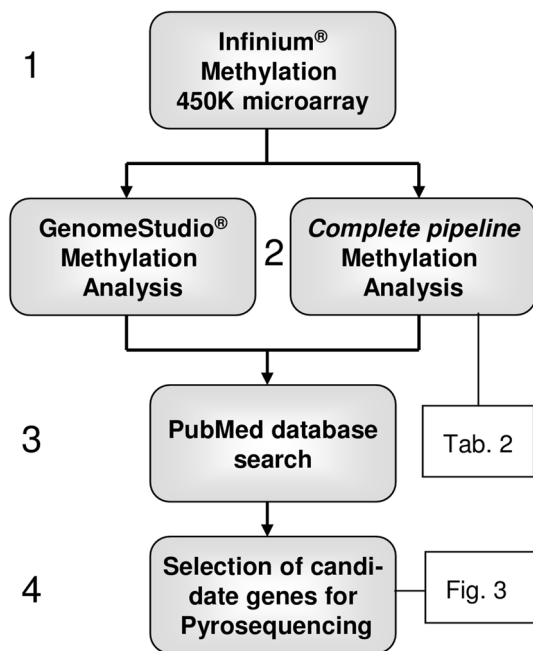 1
Infinium®
Methylation
450K microarray
GenomeStudio®
Methylation
Analysis
2
Complete pipeline
Methylation
Analysis
3
PubMed database
search
Tab. 2
4
Selection of candi-
date genes for
Pyrosequencing
Fig. 3